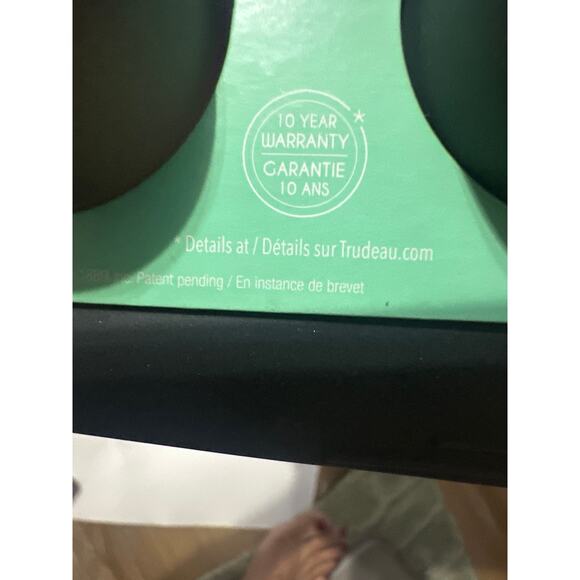 10 YEAR
WARRANTY
GARANTIE
10 ANS
*
* Details at / Détails sur Trudeau.com
Patent pending / En instance de brevet